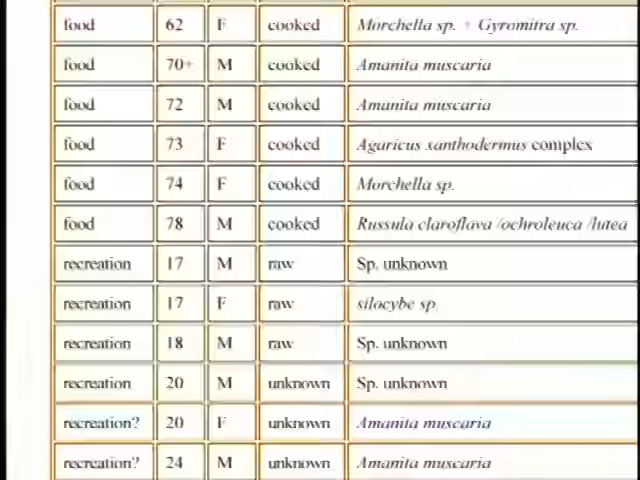 food 62 F cooked Morchella sp. + Gyromitra sp.
food 70+ M cooked Amanita muscaria
food 72 M cooked Amanita muscaria
food 73 F cooked Agaricus xanthodermus complex
food 74 F cooked Morchella sp.
food 78 M cooked Russula claroflava /ochroleuca /lutea
recreation 17 M raw Sp. unknown
recreation 17 F raw silocybe sp.
recreation 18 M raw Sp. unknown
recreation 20 M unknown Sp. unknown
recreation? 20 F unknown Amanita muscaria
recreation? 24 M unknown Amanita muscaria